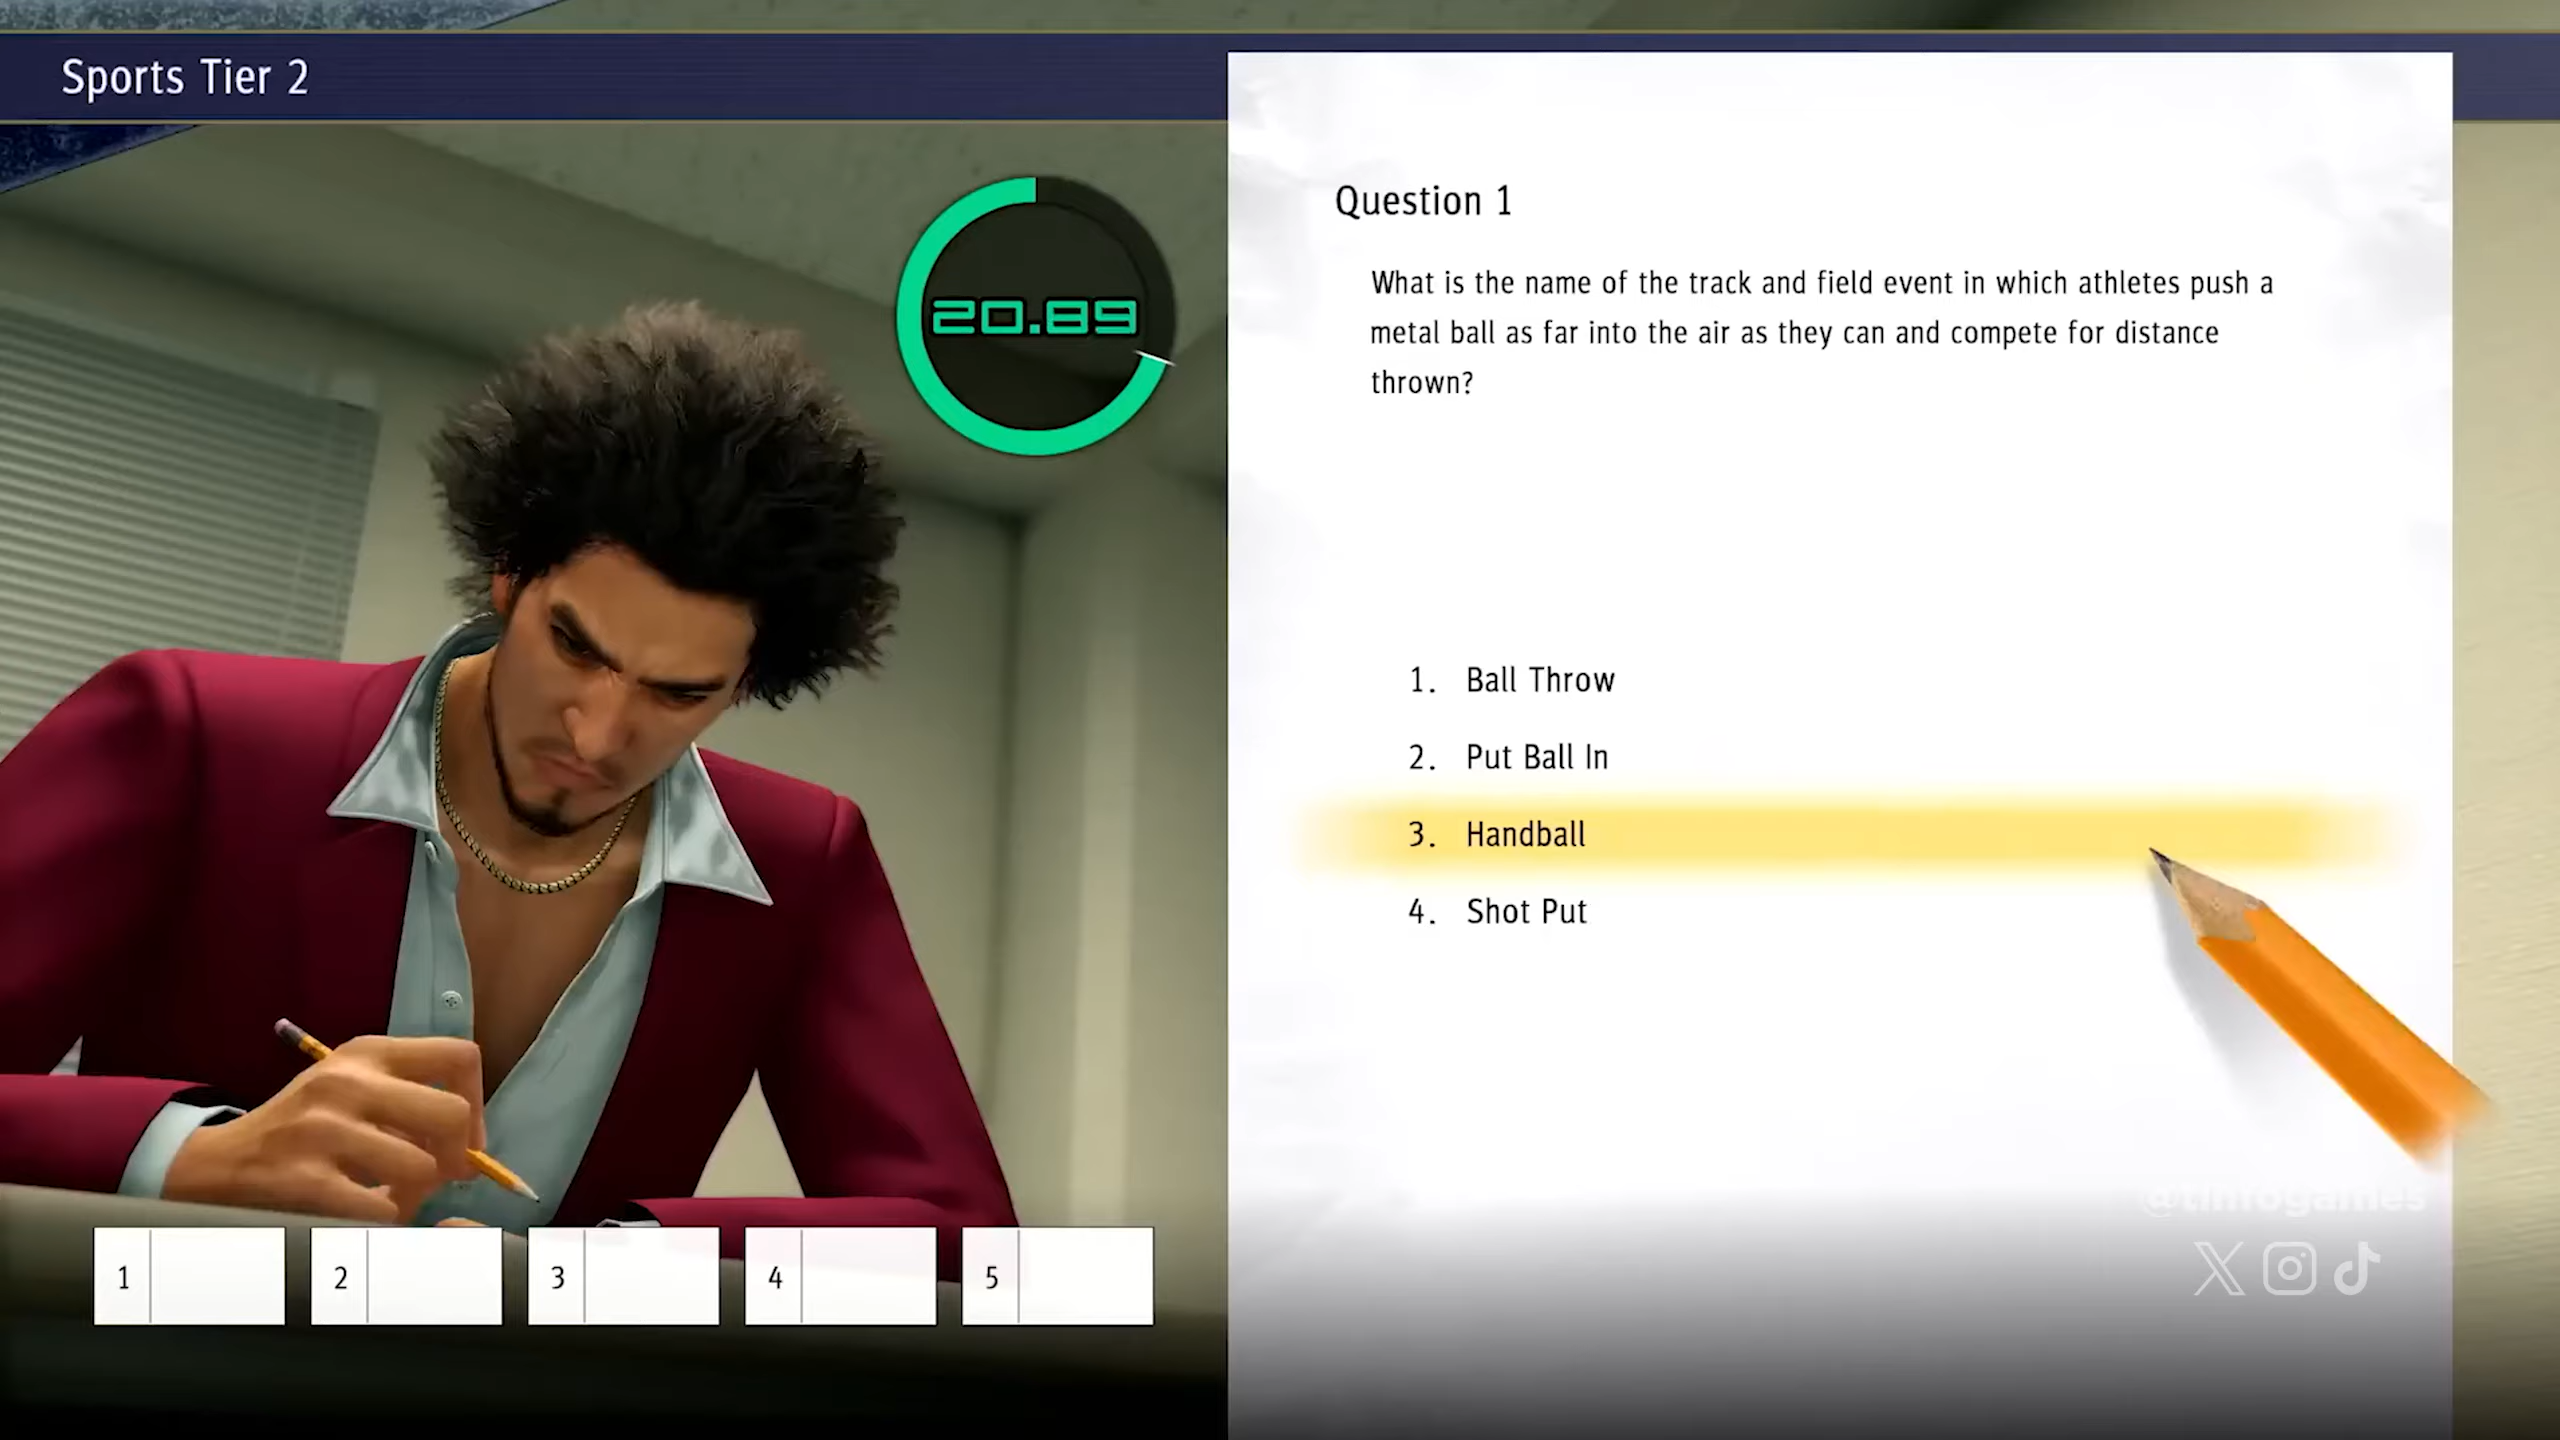 Sports Tier 2
20.89
Question 1
What is the name of the track and field event in which athletes push a
metal ball as far into the air as they can and compete for distance
thrown?
1. Ball Throw
2. Put Ball In
3. Handball
4. Shot Put
@tinfogames
1
2
3
4
5